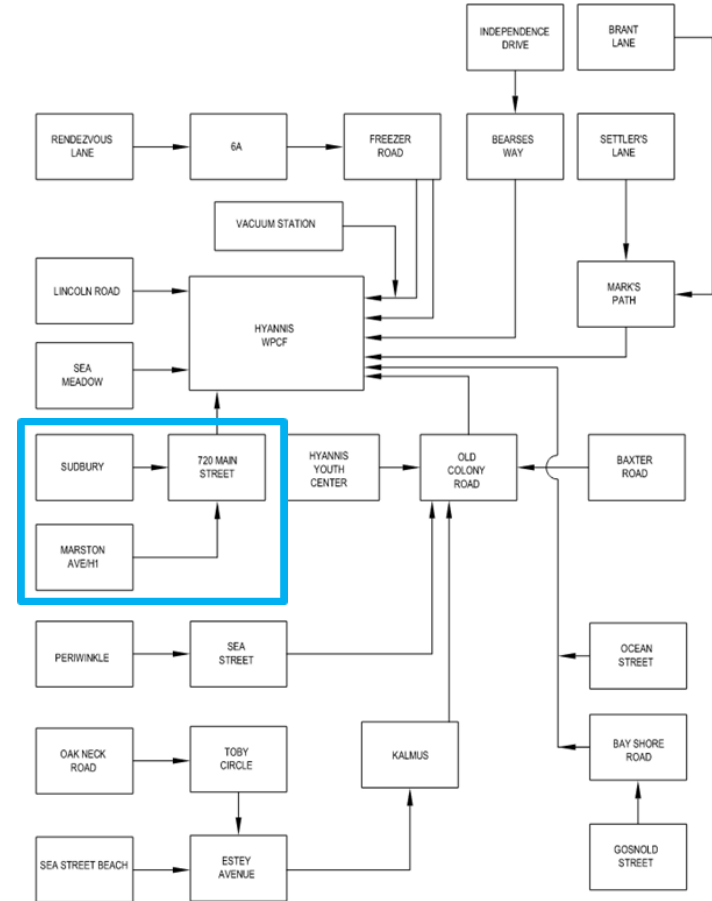 INDEPENDENCE
DRIVE
BRANT
LANE
RENDEZVOUS
LANE
6A
FREEZER
ROAD
BEARSES
WAY
SETTLER'S
LANE
VACUUM STATION
LINCOLN ROAD
HYANNIS
WPCF
MARK'S
PATH
SEA
MEADOW
SUDBURY
720 MAIN
STREET
HYANNIS
YOUTH
CENTER
OLD
COLONY
ROAD
BAXTER
ROAD
MARSTON
AVE/H1
PERIWINKLE
SEA
STREET
OCEAN
STREET
OAK NECK
ROAD
TOBY
CIRCLE
KALMUS
BAY SHORE
ROAD
SEA STREET BEACH
ESTEY
AVENUE
GOSNOLD
STREET